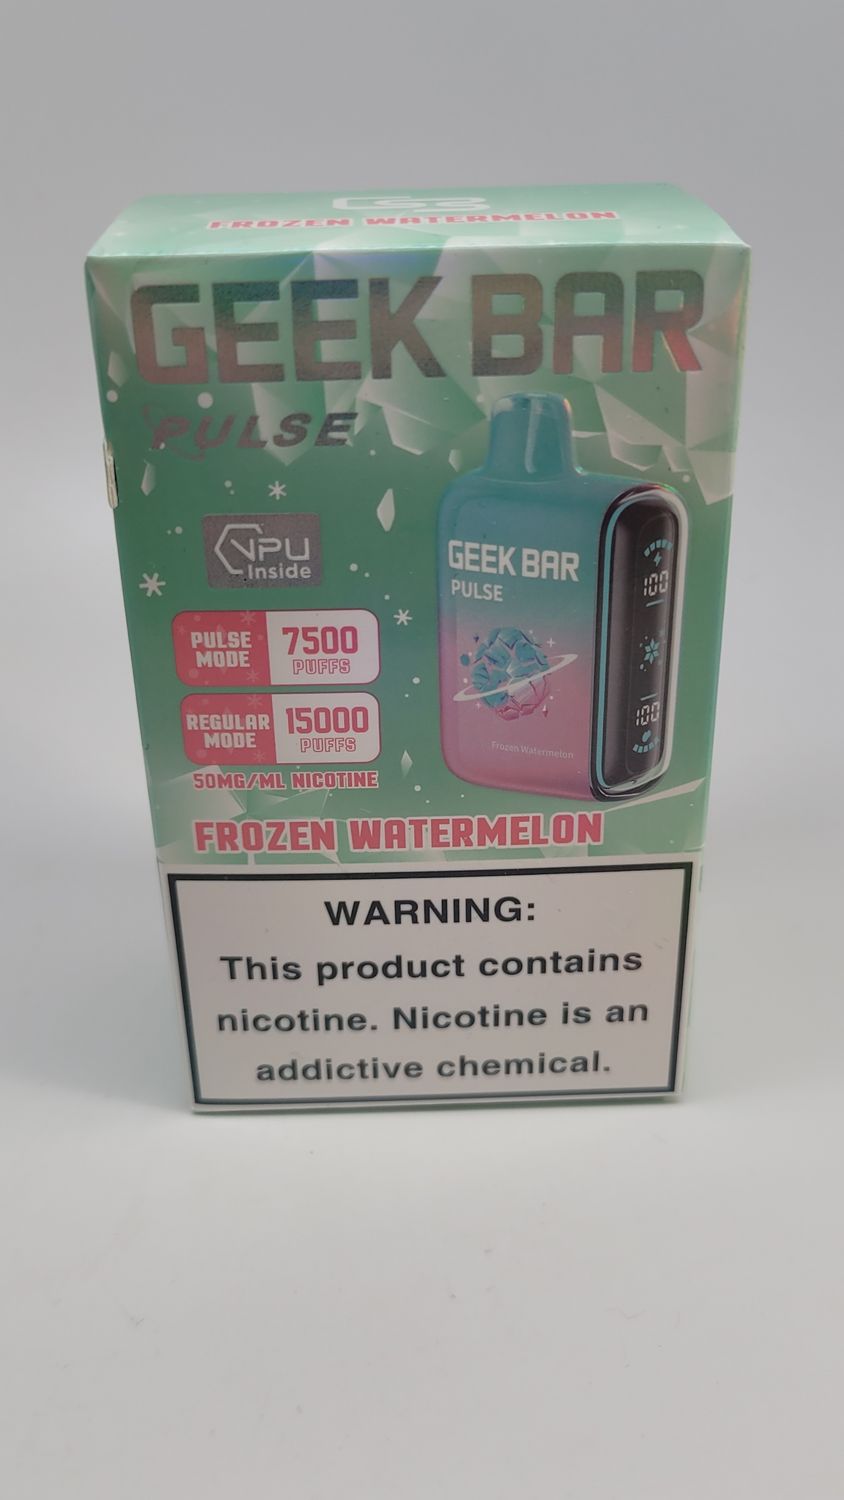 FROZEN WATERMELON
GEEK BAR
PULSE
VPU
Inside
GEEK BAR
PULSE
100
100
Frozen Watermelon
PULSE MODE
7500 PUFFS
REGULAR MODE
15000 PUFFS
50MG/ML NICOTINE
FROZEN WATERMELON
WARNING:
This product contains
nicotine. Nicotine is an
addictive chemical.